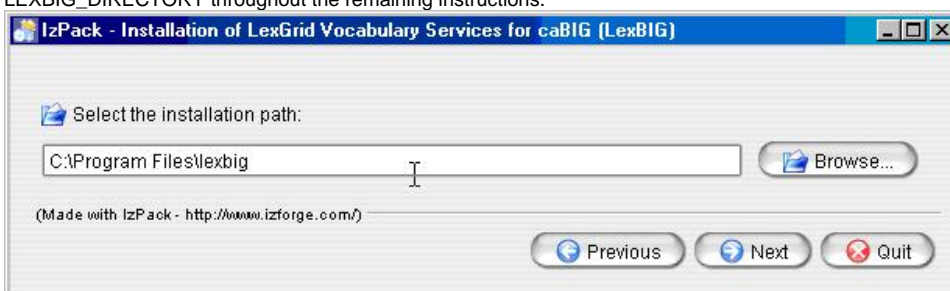 LEXBIG_DIRECTORY throughout the remaining instructions.
IzPack - Installation of LexGrid Vocabulary Services for caBIG (LexBIG)
Select the installation path:
C:\Program Files\lexbig
Browse...
(Made with IzPack - http://www.izforge.com/)
Previous Next Quit